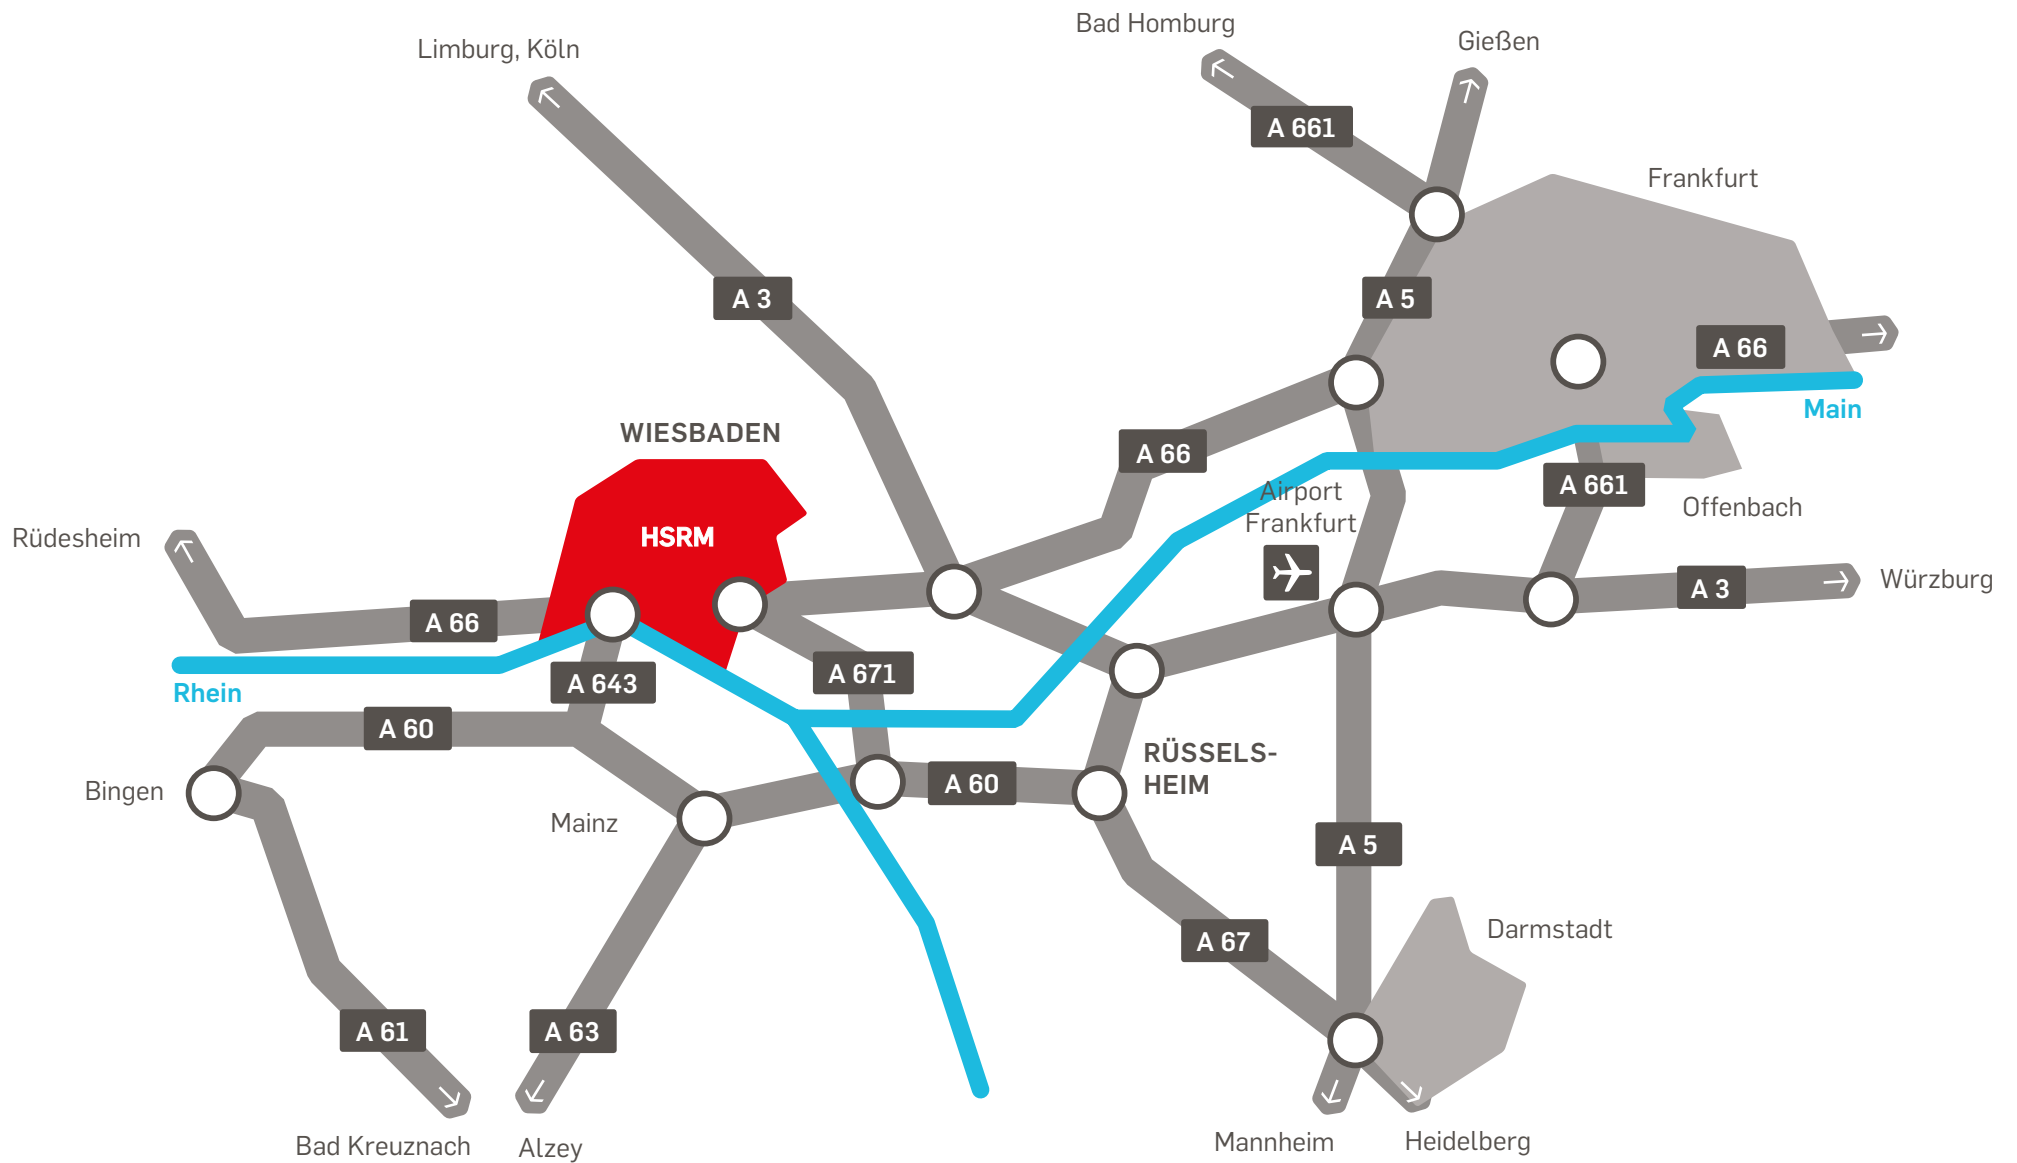 Bad Homburg
Gießen
Limburg, Köln
A 661
Frankfurt
A 3
A 5
A 66
Main
WIESBADEN
A 66
HSRM
Airport
Frankfurt
A 661
Offenbach
Rüdesheim
A 66
Würzburg
A 3
Rhein
A 643
A 671
A 60
RÜSSELS-
HEIM
A 60
Bingen
Mainz
A 5
Darmstadt
A 67
A 61
A 63
Bad Kreuznach
Alzey
Mannheim
Heidelberg